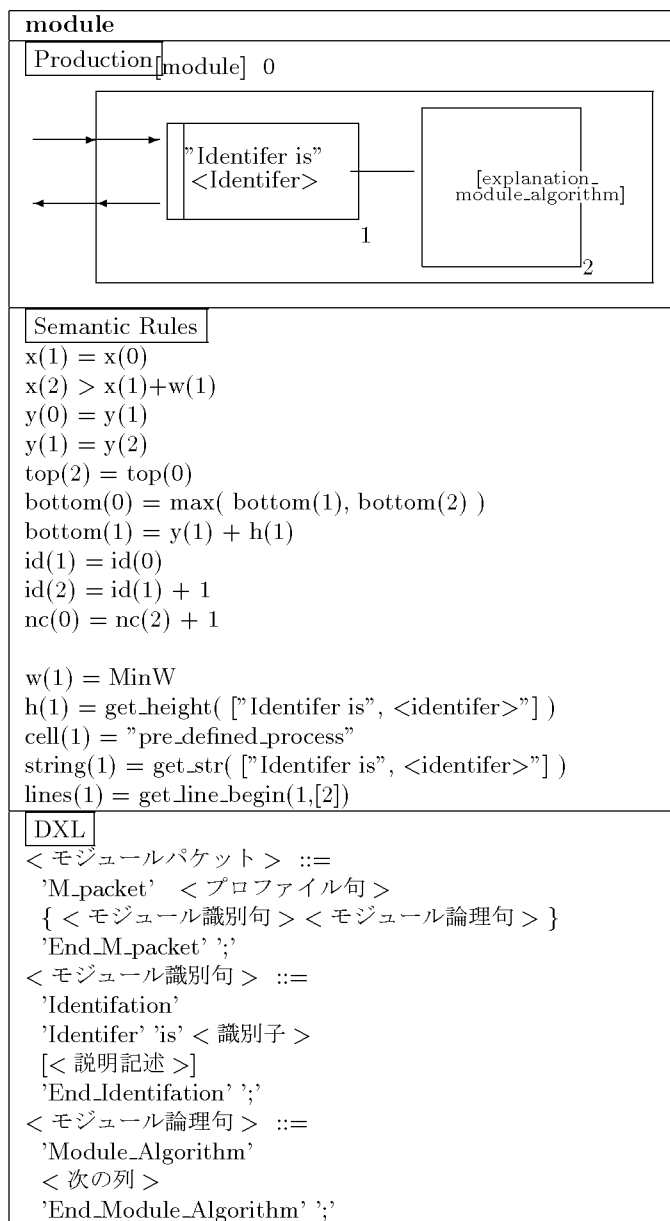 module
Production
[module] 0
"Identifer is"
<Identifer>
1
[explanation_
module_algorithm]
2
Semantic Rules
x(1) = x(0)
x(2) > x(1)+w(1)
y(0) = y(1)
y(1) = y(2)
top(2) = top(0)
bottom(0) = max( bottom(1), bottom(2) )
bottom(1) = y(1) + h(1)
id(1) = id(0)
id(2) = id(1) + 1
nc(0) = nc(2) + 1
w(1) = MinW
h(1) = get_height( ["Identifer is", <identifer>"] )
cell(1) = "pre_defined_process"
string(1) = get_str( ["Identifer is", <identifer>"] )
lines(1) = get_line_begin(1,[2])
DXL
< モジュールパケット > ::=
'M_packet' < プロファイル句 >
{ < モジュール識別句 > < モジュール論理句 > }
'End_M_packet' ';'
< モジュール識別句 > ::=
'Identifation'
'Identifer' 'is' < 識別子 >
[< 説明記述 >]
'End_Identifation' ';'
< モジュール論理句 > ::=
'Module_Algorithm'
< 次の列 >
'End_Module_Algorithm' ';'